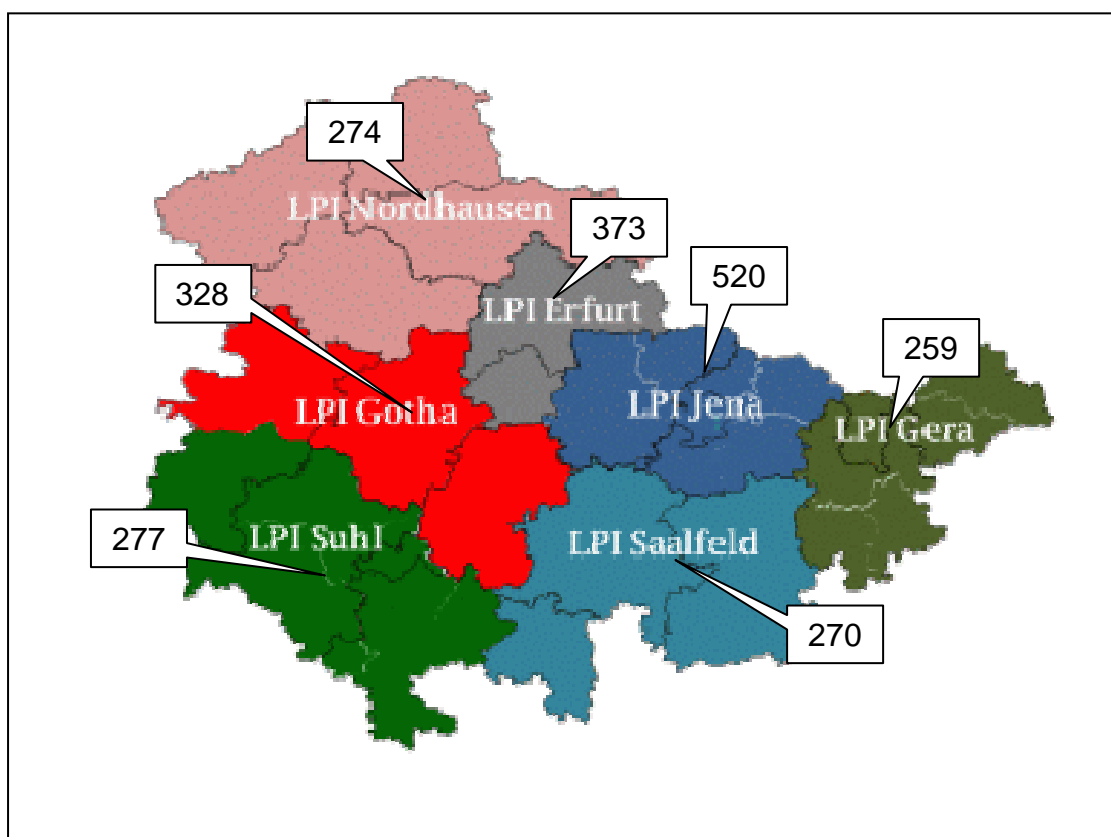 274
LPI Nordhausen
373
520
328
LPI Erfurt
259
LPI Gotha
LPI Jena
LPI Gera
277
LPI Suhl
LPI Saalfeld
270